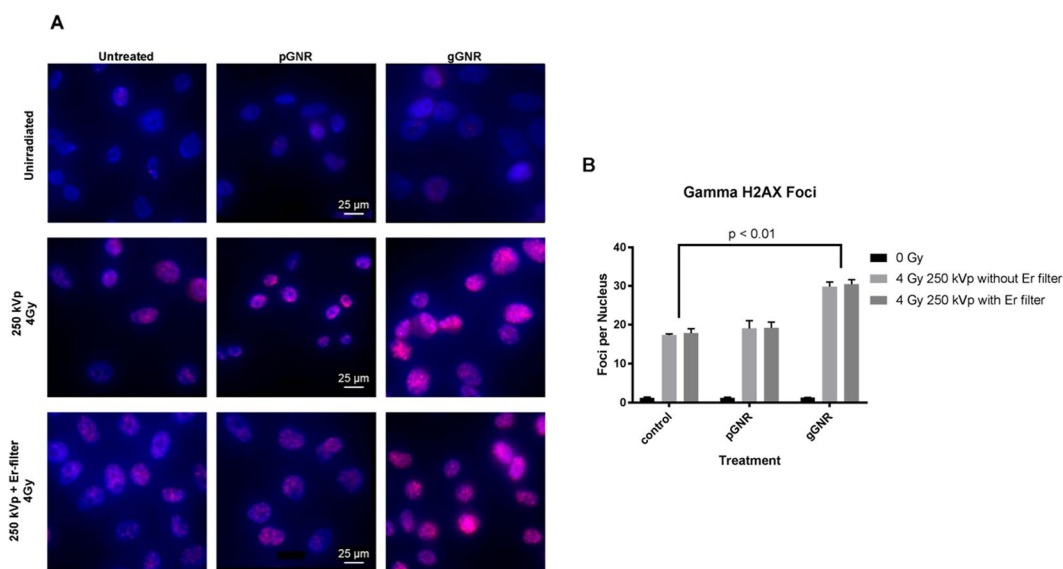 A
Untreated
pGNR
gGNR
Unirradiated
25 µm
250 kVp
4Gy
25 µm
250 kVp + Er-filter
4Gy
25 µm
B
Gamma H2AX Foci
p < 0.01
0 Gy
4 Gy 250 kVp without Er filter
4 Gy 250 kVp with Er filter
Foci per Nucleus
40
30
20
10
0
control
pGNR
gGNR
Treatment